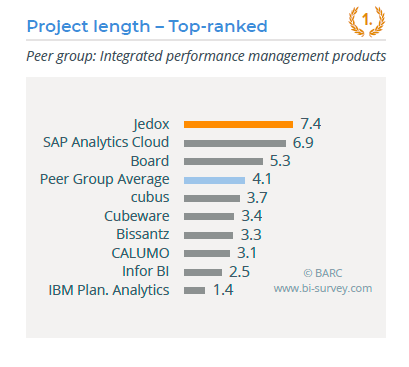 Project length – Top-ranked
1.
Peer group: Integrated performance management products
Jedox 7.4
SAP Analytics Cloud 6.9
Board 5.3
Peer Group Average 4.1
cubus 3.7
Cubeware 3.4
Bissantz 3.3
CALUMO 3.1
Infor BI 2.5
IBM Plan. Analytics 1.4
© BARC
www.bi-survey.com